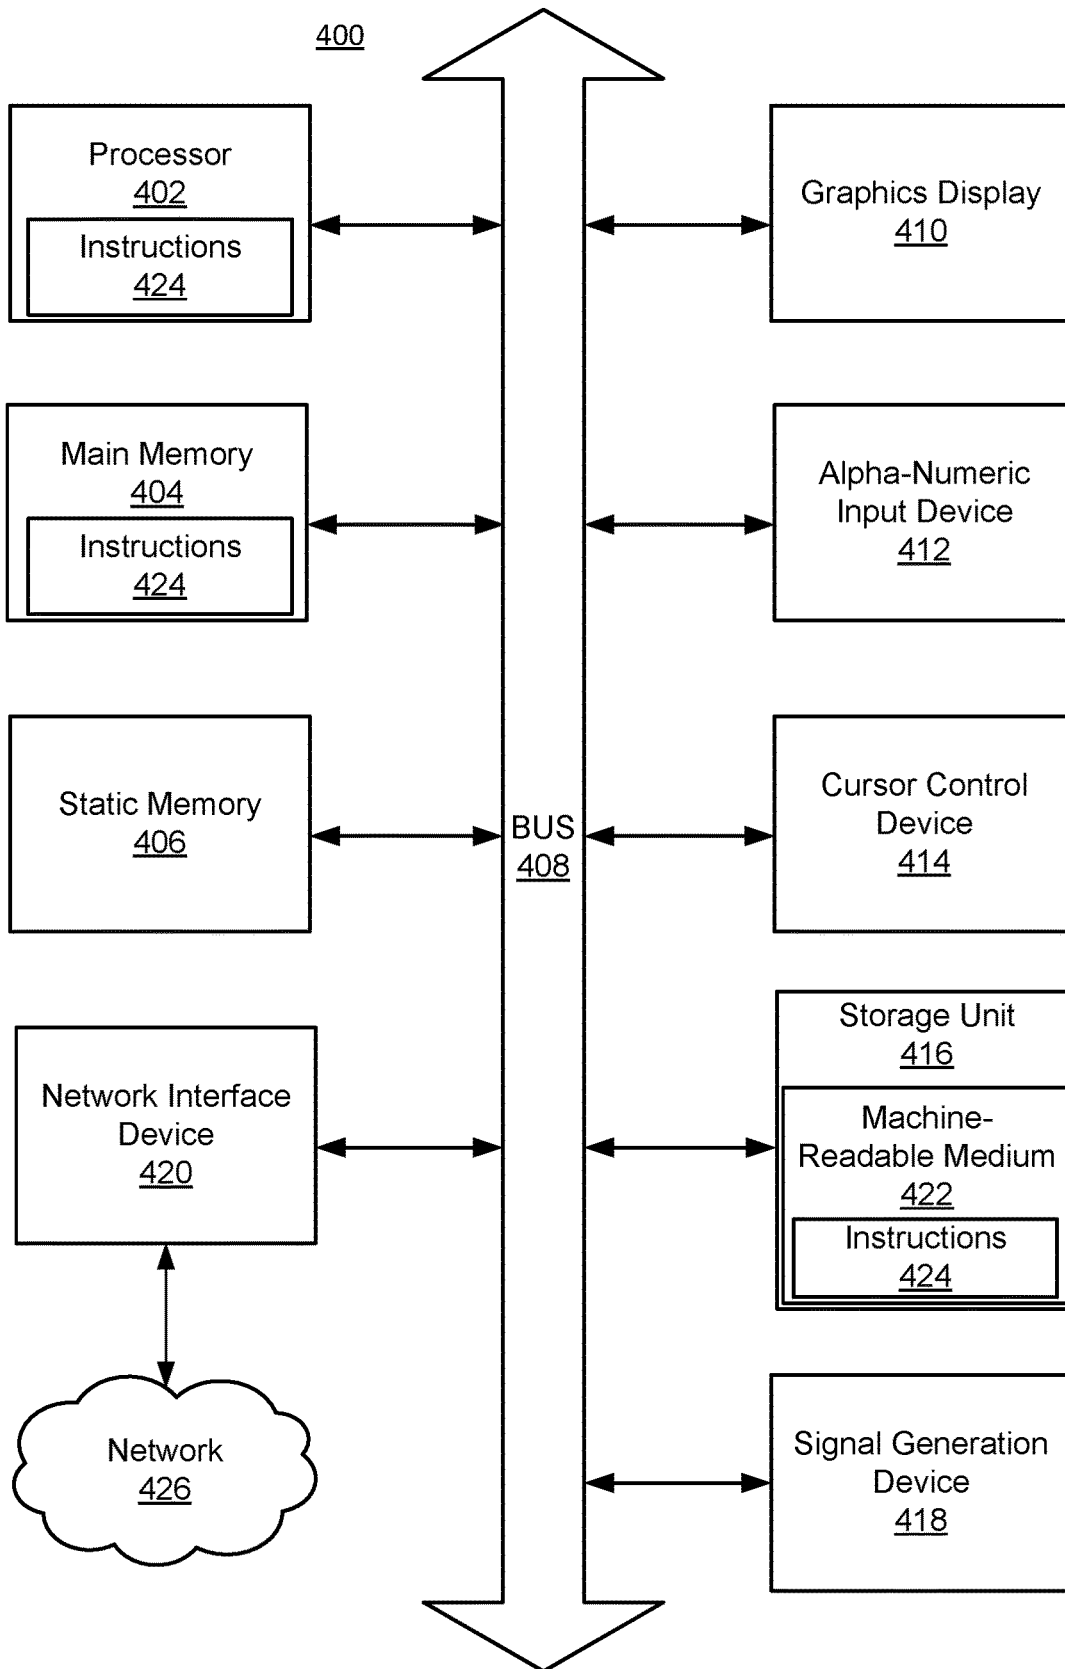 400
Processor
402
Instructions
424
Main Memory
404
Instructions
424
Static Memory
406
Network Interface
Device
420
Network
426
BUS
408
Graphics Display
410
Alpha-Numeric
Input Device
412
Cursor Control
Device
414
Storage Unit
416
Machine-
Readable Medium
422
Instructions
424
Signal Generation
Device
418